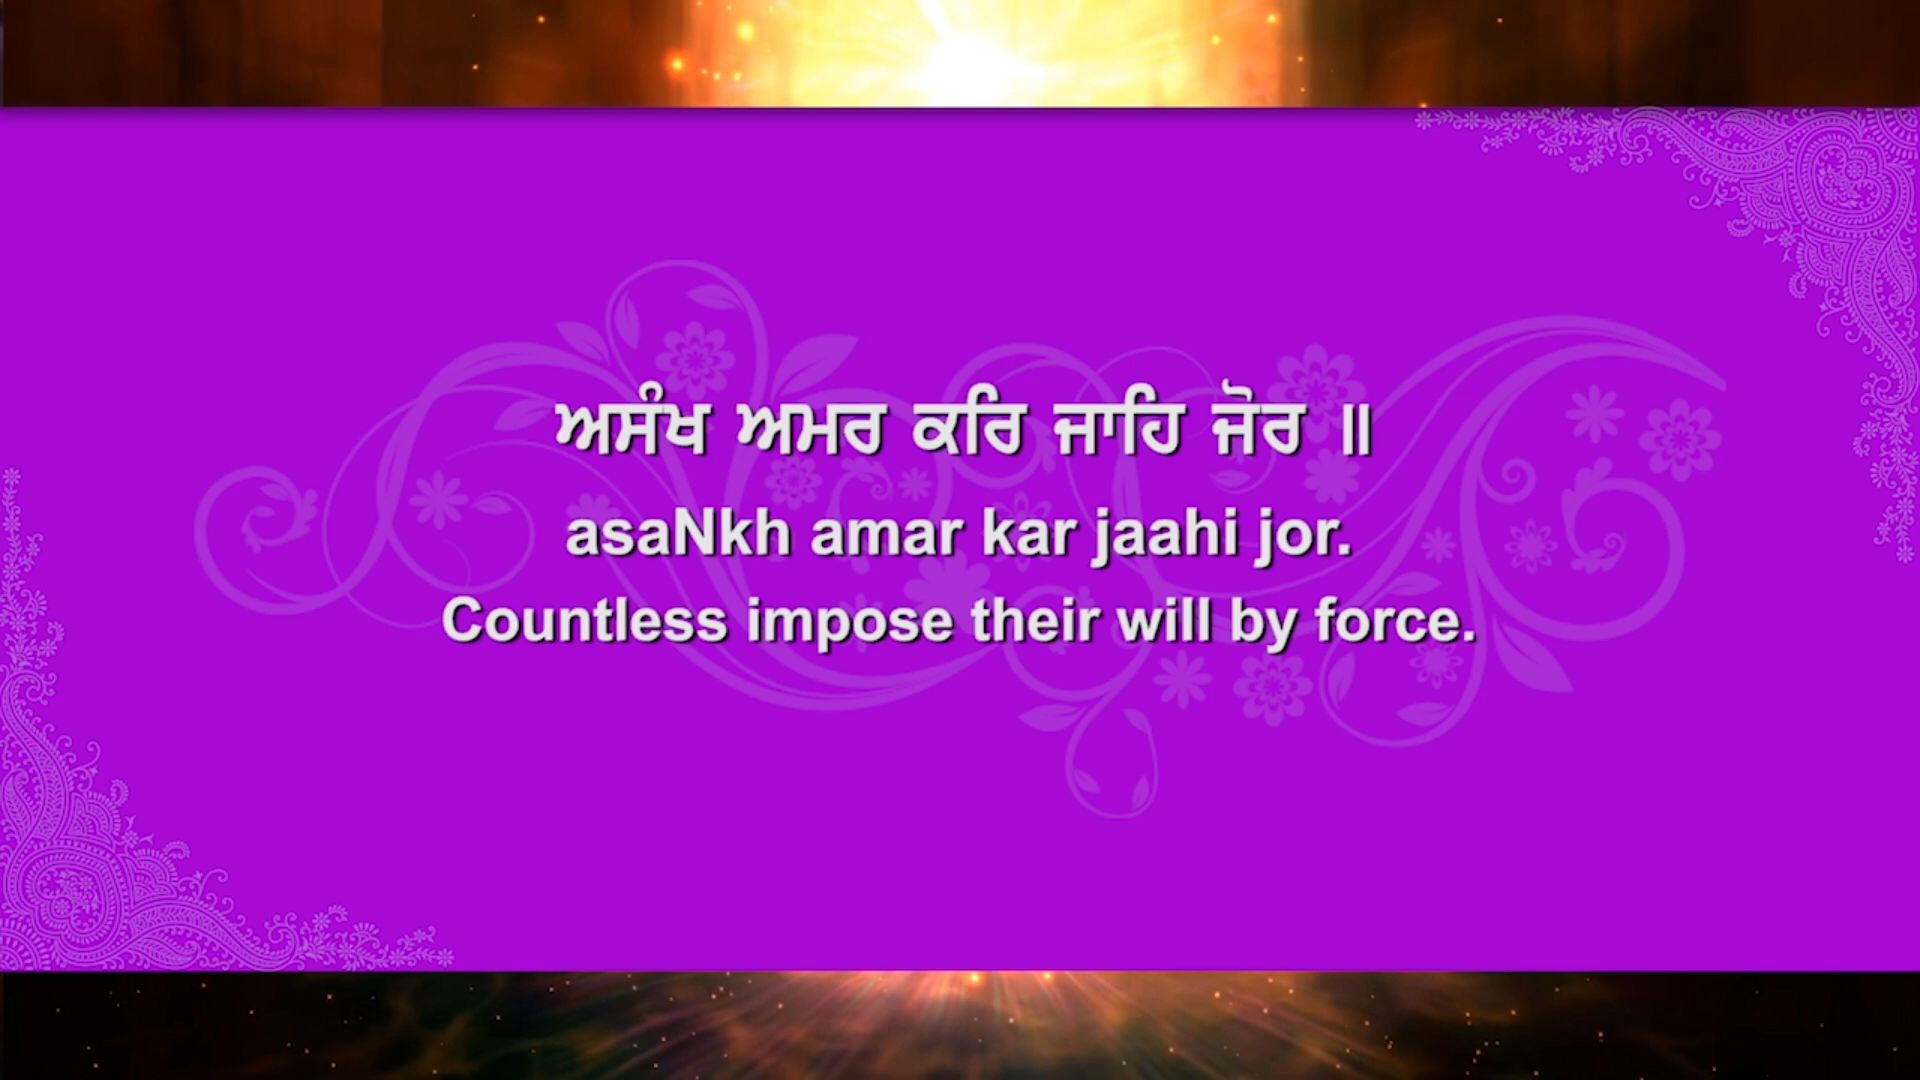 ਅਸੰਖ ਅਮਰ ਕਰਿ ਜਾਹਿ ਜੋਰ ॥
asaNkh amar kar jaahi jor.
Countless impose their will by force.